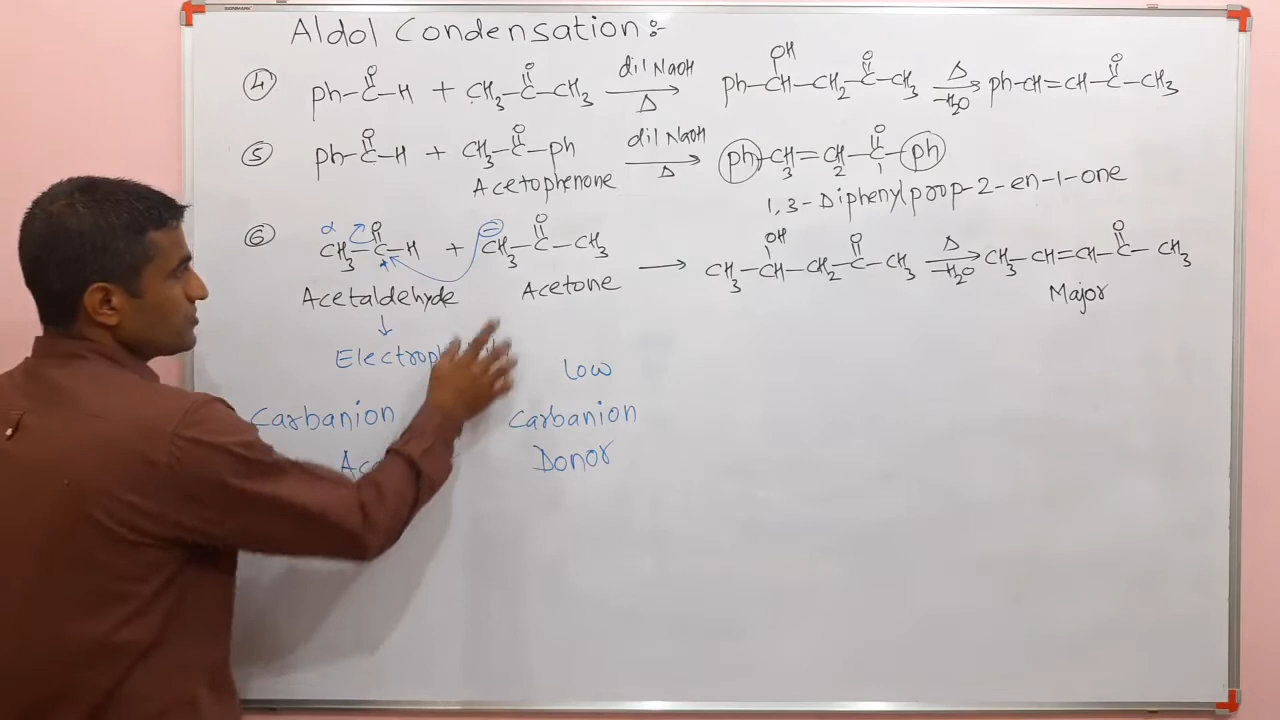 Aldol Condensation :-
④ Ph-C(=O)-H + CH3-C(=O)-CH3 dil NaOH Δ → Ph-CH(OH)-CH2-C(=O)-CH3 Δ -H2O → Ph-CH=CH-C(=O)-CH3
⑤ Ph-C(=O)-H + CH3-C(=O)-Ph dil NaOH Δ → Ph-CH=CH-C(=O)-Ph
3 2 1
Acetophenone
1,3-Diphenylprop-2-en-1-one
⑥ α CH3-C(=O)-H + ⊖ CH3-C(=O)-CH3 → CH3-CH(OH)-CH2-C(=O)-CH3 Δ -H2O → CH3-CH=CH-C(=O)-CH3
Acetaldehyde Acetone Major
↓
Low
Carbanion Carbanion
Donor